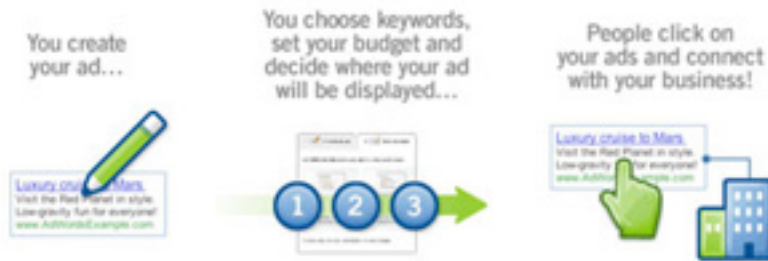 You create
your ad...
Luxury cruise to Mars
Visit the Red Planet in style.
Low-gravity fun for everyone!
www.AdWordsExample.com
You choose keywords,
set your budget and
decide where your ad
will be displayed...
1 2 3
People click on
your ads and connect
with your business!
Luxury cruise to Mars
Visit the Red Planet in style.
Low-gravity for everyone!
www.AdWordsExample.com